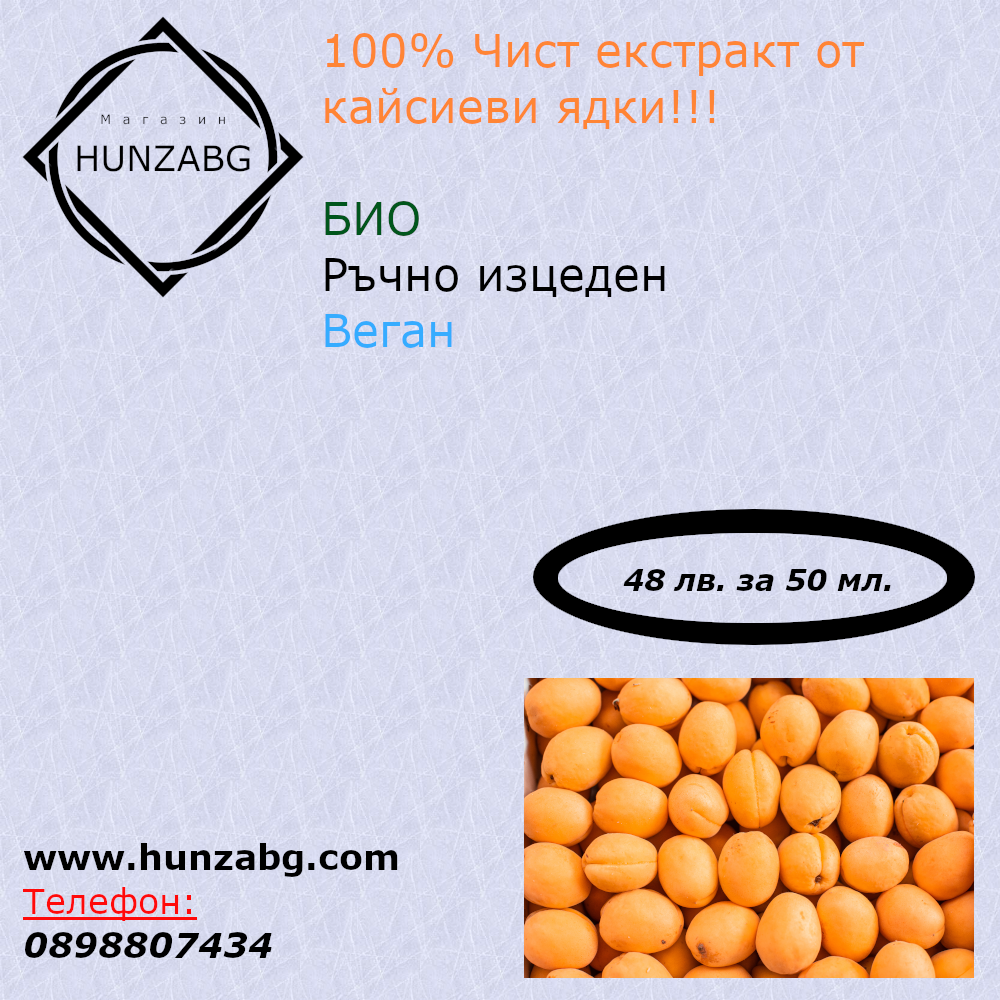 Магазин
HUNZABG
100% Чист екстракт от
кайсиеви ядки!!!
БИО
Ръчно изцеден
Веган
48 лв. за 50 мл.
www.hunzabg.com
Телефон:
0898807434